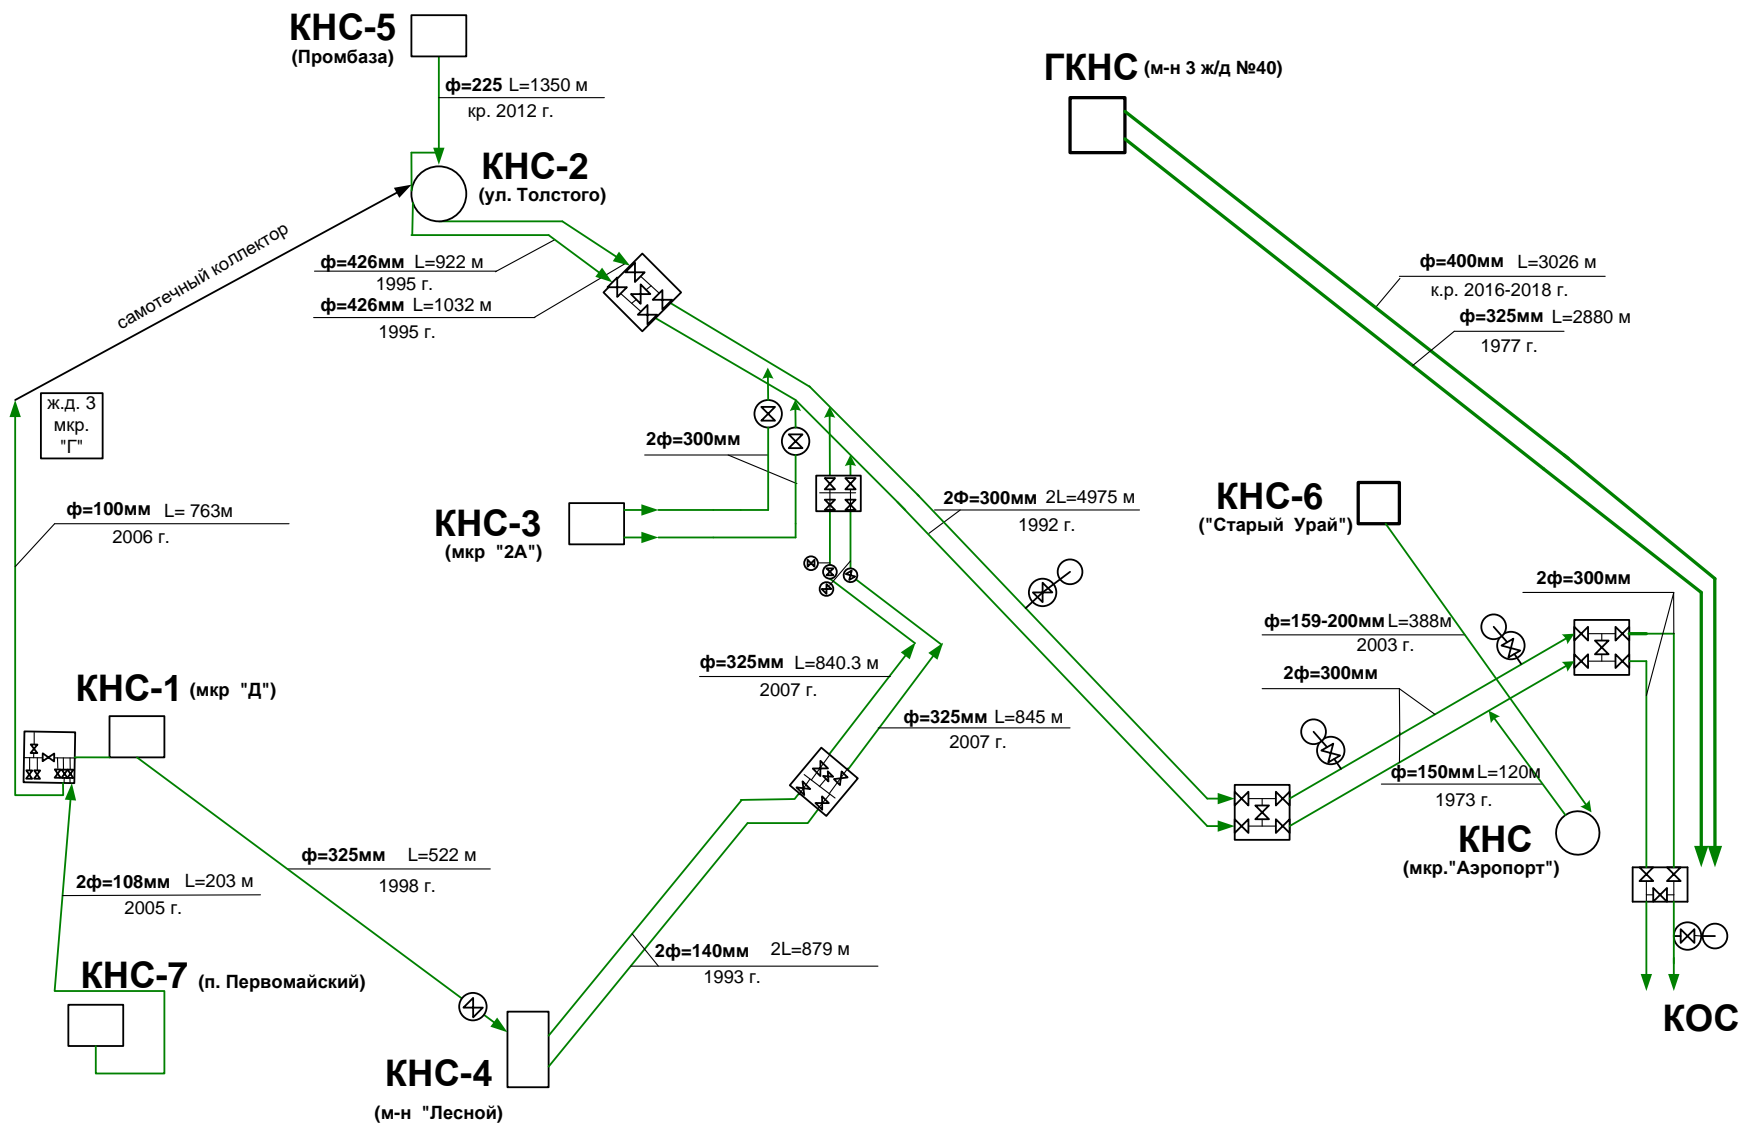 КНС-5
(Промбаза)
ф=225 L=1350 м
кр. 2012 г.
ГКНС (м-н 3 ж/д №40)
КНС-2
(ул. Толстого)
самотечный коллектор
ф=426мм L=922 м
1995 г.
ф=426мм L=1032 м
1995 г.
ф=400мм L=3026 м
к.р. 2016-2018 г.
ф=325мм L=2880 м
1977 г.
ж.д. 3
мкр.
"Г"
2ф=300мм
КНС-3
(мкр "2А")
2Ф=300мм 2L=4975 м
1992 г.
КНС-6
("Старый Урай")
ф=100мм L= 763м
2006 г.
2ф=300мм
ф=159-200мм L=388м
2003 г.
2ф=300мм
КНС-1 (мкр "Д")
ф=325мм L=840.3 м
2007 г.
ф=325мм L=845 м
2007 г.
ф=150мм L=120м
1973 г.
КНС
(мкр."Аэропорт")
ф=325мм L=522 м
1998 г.
2ф=108мм L=203 м
2005 г.
КНС-7 (п. Первомайский)
2ф=140мм 2L=879 м
1993 г.
КОС
КНС-4
(м-н "Лесной)